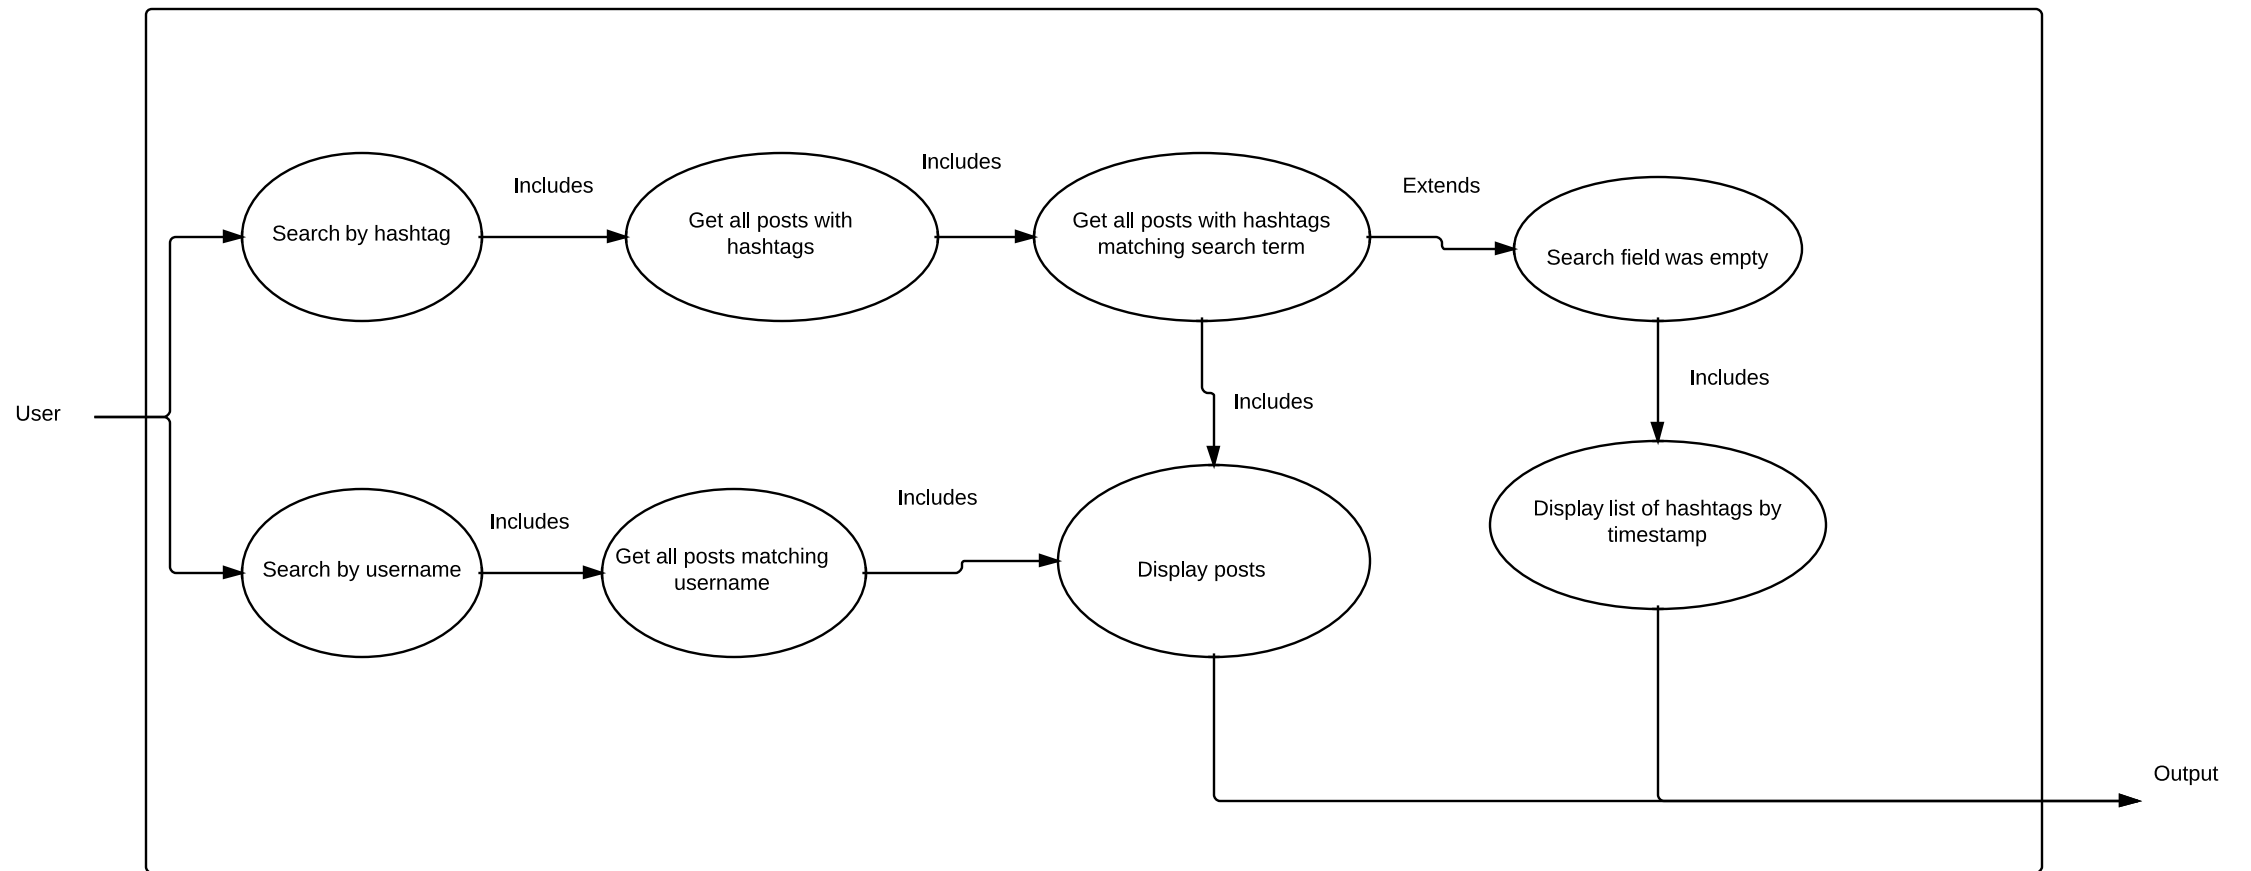 Includes
Includes
Extends
Search by hashtag
Get all posts with
hashtags
Get all posts with hashtags
matching search term
Search field was empty
Includes
Includes
User
Includes
Includes
Search by username
Get all posts matching
username
Display posts
Display list of hashtags by
timestamp
Output